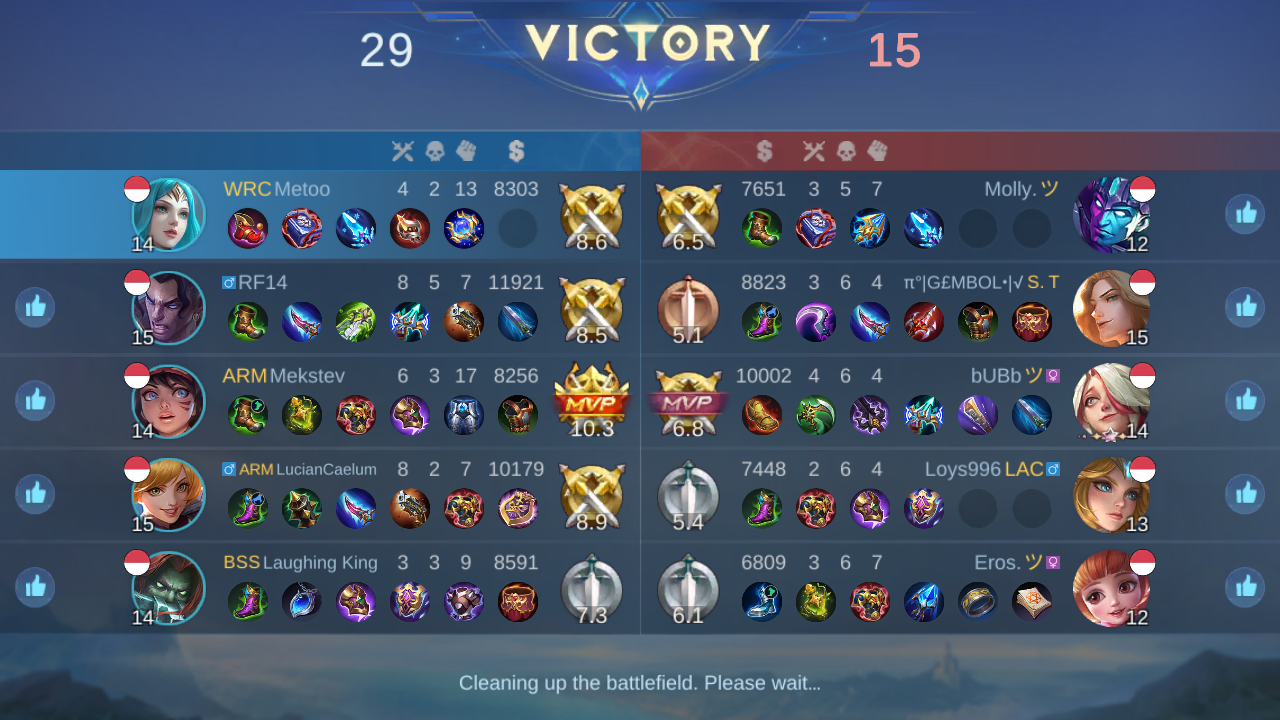 29 VICTORY 15
WRC Metoo 4 2 13 8303 8.6 14
6.5 7651 3 5 7 Molly.ツ 12
RF14 8 5 7 11921 8.5 15
5.1 8823 3 6 4 π°|G£MBOL•|√ S. T 15
ARM Mekstev 6 3 17 8256 MVP 10.3 14
MVP 6.8 10002 4 6 4 bUBbツ 14
ARM LucianCaelum 8 2 7 10179 8.9 15
5.4 7448 2 6 4 Loys996 LAC 13
BSS Laughing King 3 3 9 8591 7.3 14
6.1 6809 3 6 7 Eros.ツ 12
Cleaning up the battlefield. Please wait...